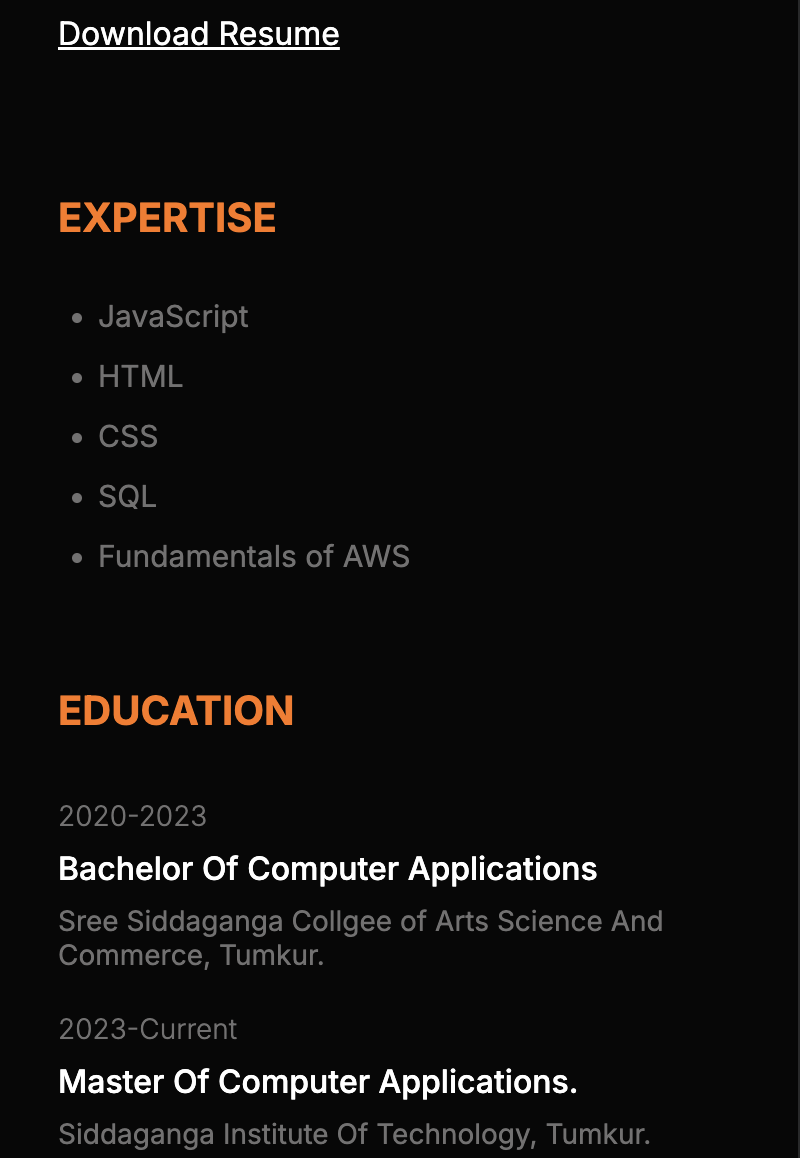 Download Resume
EXPERTISE
• JavaScript
• HTML
• CSS
• SQL
• Fundamentals of AWS
EDUCATION
2020-2023
Bachelor Of Computer Applications
Sree Siddaganga Collgee of Arts Science And
Commerce, Tumkur.
2023-Current
Master Of Computer Applications.
Siddaganga Institute Of Technology, Tumkur.